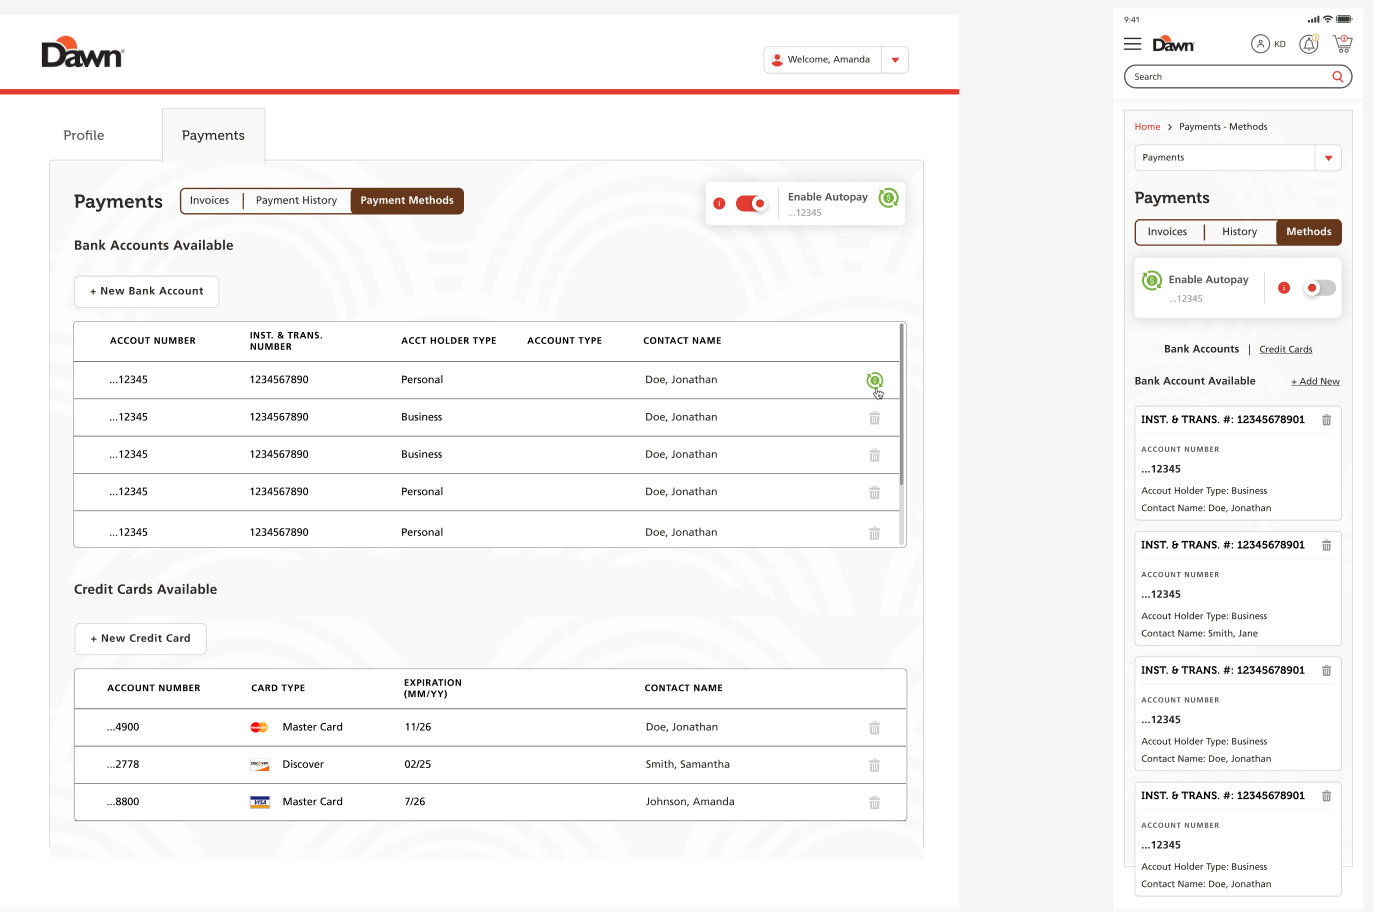 Dawn
Welcome, Amanda
Profile
Payments
Payments
Invoices
Payment History
Payment Methods
Enable Autopay
...12345
Bank Accounts Available
+ New Bank Account
ACCOUT NUMBER
INST. & TRANS.
NUMBER
ACCT HOLDER TYPE
ACCOUNT TYPE
CONTACT NAME
...12345 1234567890 Personal Doe, Jonathan
...12345 1234567890 Business Doe, Jonathan
...12345 1234567890 Business Doe, Jonathan
...12345 1234567890 Personal Doe, Jonathan
...12345 1234567890 Personal Doe, Jonathan
Credit Cards Available
+ New Credit Card
ACCOUNT NUMBER
CARD TYPE
EXPIRATION
(MM/YY)
CONTACT NAME
...4900 Master Card 11/26 Doe, Jonathan
...2778 DISCOVER Discover 02/25 Smith, Samantha
...8800 VISA Master Card 7/26 Johnson, Amanda
9:41
Dawn
KD
Search
Home > Payments - Methods
Payments
Payments
Invoices
History
Methods
Enable Autopay
...12345
Bank Accounts | Credit Cards
Bank Account Available
+ Add New
INST. & TRANS. #: 12345678901
ACCOUNT NUMBER
...12345
Accout Holder Type: Business
Contact Name: Doe, Jonathan
INST. & TRANS. #: 12345678901
ACCOUNT NUMBER
...12345
Accout Holder Type: Business
Contact Name: Smith, Jane
INST. & TRANS. #: 12345678901
ACCOUNT NUMBER
...12345
Accout Holder Type: Business
Contact Name: Doe, Jonathan
INST. & TRANS. #: 12345678901
ACCOUNT NUMBER
...12345
Accout Holder Type: Business
Contact Name: Doe, Jonathan